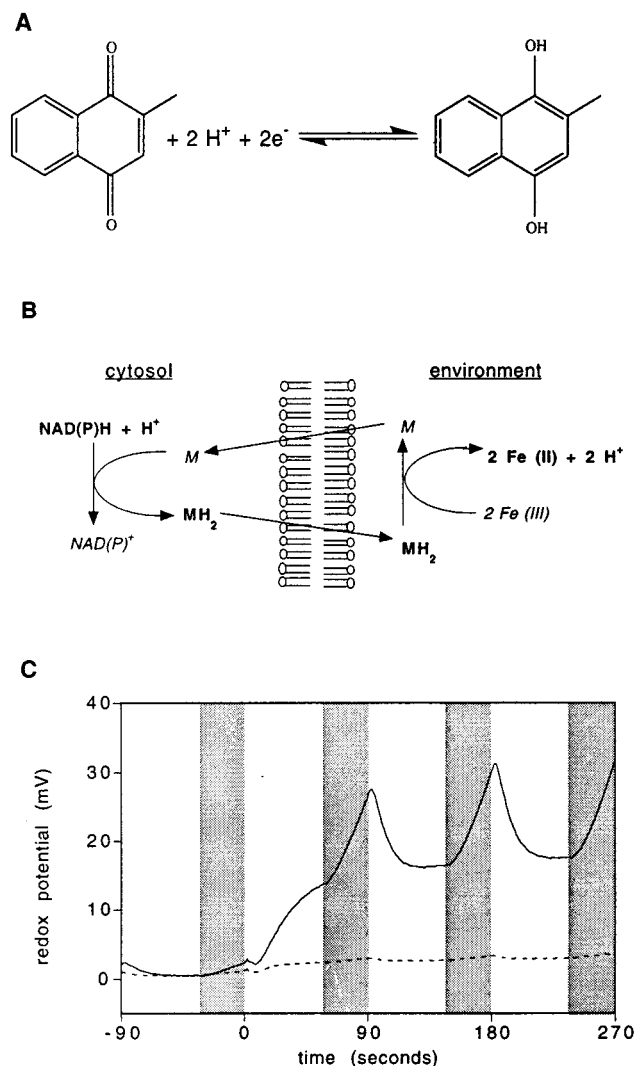 A
O
O
+ 2 H+ + 2e-
OH
OH
B
cytosol
environment
NAD(P)H + H+
M
MH2
NAD(P)+
M
2 Fe (II) + 2 H+
2 Fe (III)
MH2
C
redox potential (mV)
40
30
20
10
0
-90 0 90 180 270
time (seconds)